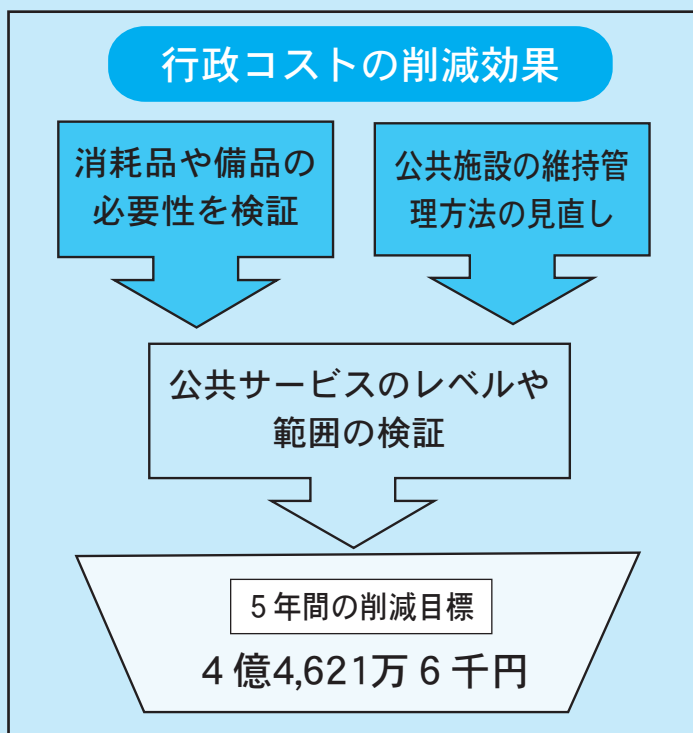 行政コストの削減効果
消耗品や備品の
必要性を検証
公共施設の維持管
理方法の見直し
公共サービスのレベルや
範囲の検証
5年間の削減目標
4億4,621万6千円